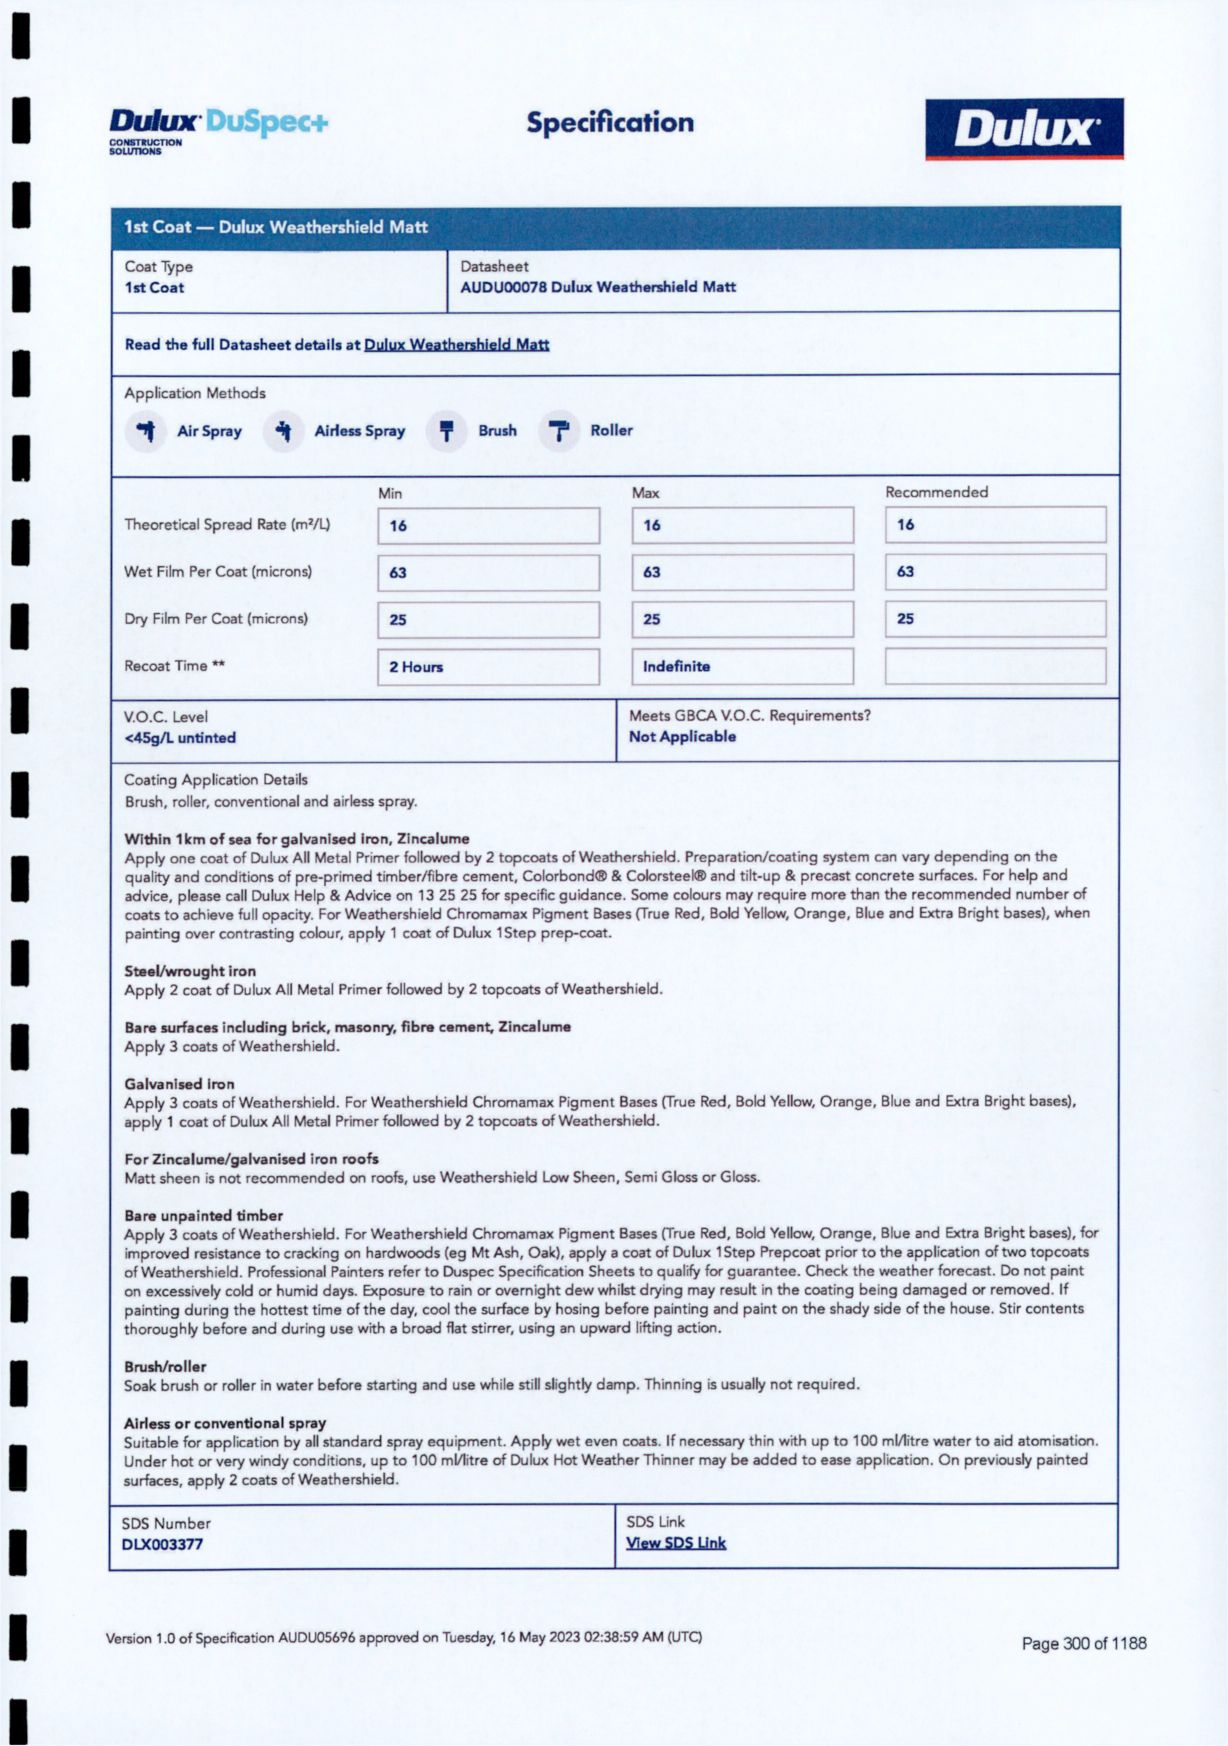 Dulux DuSpec+
CONSTRUCTION
SOLUTIONS
Specification
Dulux
1st Coat — Dulux Weathershield Matt
Coat Type
1st Coat
Datasheet
AUDU00078 Dulux Weathershield Matt
Read the full Datasheet details at Dulux Weathershield Matt
Application Methods
Air Spray Airless Spray Brush Roller
Min Max Recommended
Theoretical Spread Rate (m²/L) 16 16 16
Wet Film Per Coat (microns) 63 63 63
Dry Film Per Coat (microns) 25 25 25
Recoat Time ** 2 Hours Indefinite
V.O.C. Level
<45g/L untinted
Meets GBCA V.O.C. Requirements?
Not Applicable
Coating Application Details
Brush, roller, conventional and airless spray.
Within 1km of sea for galvanised iron, Zincalume
Apply one coat of Dulux All Metal Primer followed by 2 topcoats of Weathershield. Preparation/coating system can vary depending on the
quality and conditions of pre-primed timber/fibre cement, Colorbond® & Colorsteel® and tilt-up & precast concrete surfaces. For help and
advice, please call Dulux Help & Advice on 13 25 25 for specific guidance. Some colours may require more than the recommended number of
coats to achieve full opacity. For Weathershield Chromamax Pigment Bases (True Red, Bold Yellow, Orange, Blue and Extra Bright bases), when
painting over contrasting colour, apply 1 coat of Dulux 1Step prep-coat.
Steel/wrought iron
Apply 2 coat of Dulux All Metal Primer followed by 2 topcoats of Weathershield.
Bare surfaces including brick, masonry, fibre cement, Zincalume
Apply 3 coats of Weathershield.
Galvanised iron
Apply 3 coats of Weathershield. For Weathershield Chromamax Pigment Bases (True Red, Bold Yellow, Orange, Blue and Extra Bright bases),
apply 1 coat of Dulux All Metal Primer followed by 2 topcoats of Weathershield.
For Zincalume/galvanised iron roofs
Matt sheen is not recommended on roofs, use Weathershield Low Sheen, Semi Gloss or Gloss.
Bare unpainted timber
Apply 3 coats of Weathershield. For Weathershield Chromamax Pigment Bases (True Red, Bold Yellow, Orange, Blue and Extra Bright bases), for
improved resistance to cracking on hardwoods (eg Mt Ash, Oak), apply a coat of Dulux 1Step Prepcoat prior to the application of two topcoats
of Weathershield. Professional Painters refer to Duspec Specification Sheets to qualify for guarantee. Check the weather forecast. Do not paint
on excessively cold or humid days. Exposure to rain or overnight dew whilst drying may result in the coating being damaged or removed. If
painting during the hottest time of the day, cool the surface by hosing before painting and paint on the shady side of the house. Stir contents
thoroughly before and during use with a broad flat stirrer, using an upward lifting action.
Brush/roller
Soak brush or roller in water before starting and use while still slightly damp. Thinning is usually not required.
Airless or conventional spray
Suitable for application by all standard spray equipment. Apply wet even coats. If necessary thin with up to 100 ml/litre water to aid atomisation.
Under hot or very windy conditions, up to 100 ml/litre of Dulux Hot Weather Thinner may be added to ease application. On previously painted
surfaces, apply 2 coats of Weathershield.
SDS Number
DLX003377
SDS Link
View SDS Link
Version 1.0 of Specification AUDU05696 approved on Tuesday, 16 May 2023 02:38:59 AM (UTC)
Page 300 of 1188